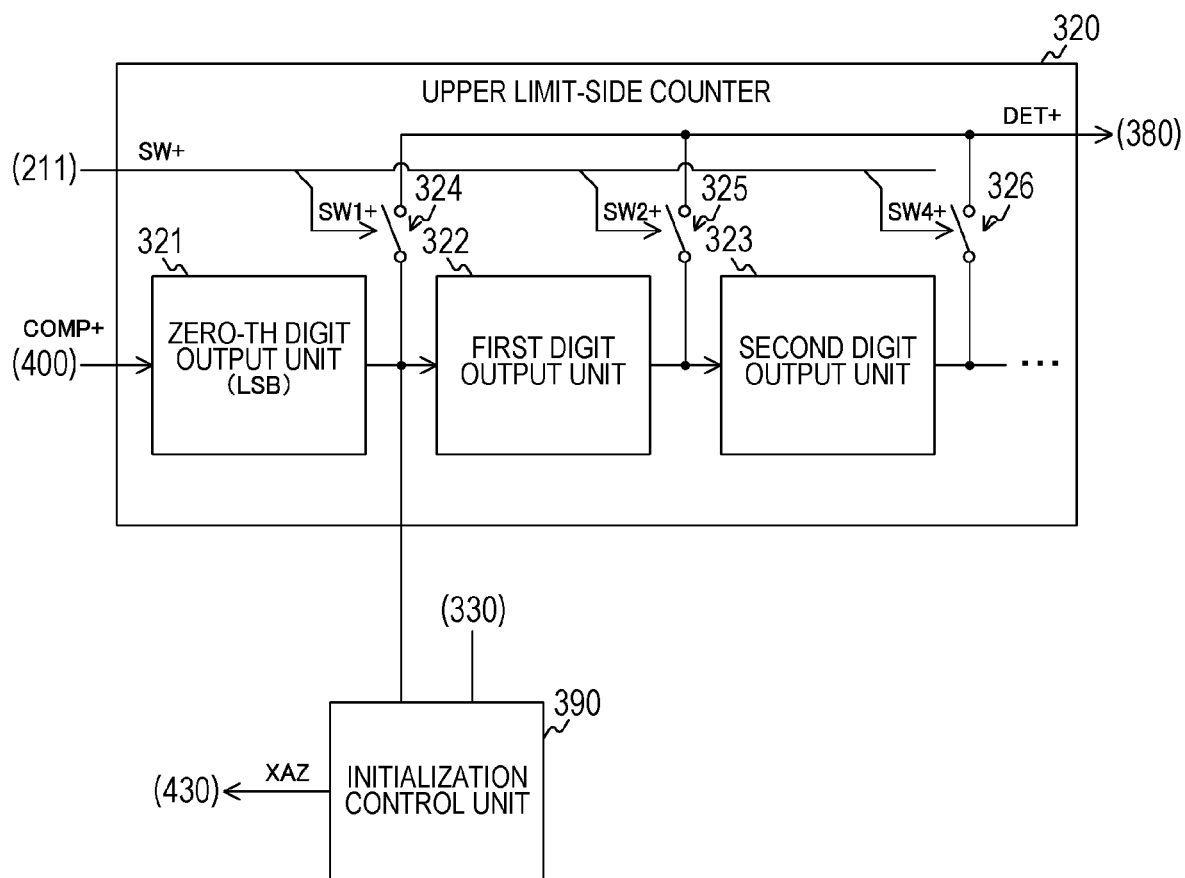 320
UPPER LIMIT-SIDE COUNTER
DET+
(380)
(211)
SW+
SW1+
324
SW2+
325
SW4+
326
321
322
323
COMP+
(400)
ZERO-TH DIGIT
OUTPUT UNIT
(LSB)
FIRST DIGIT
OUTPUT UNIT
SECOND DIGIT
OUTPUT UNIT
...
(330)
390
XAZ
(430)
INITIALIZATION
CONTROL UNIT